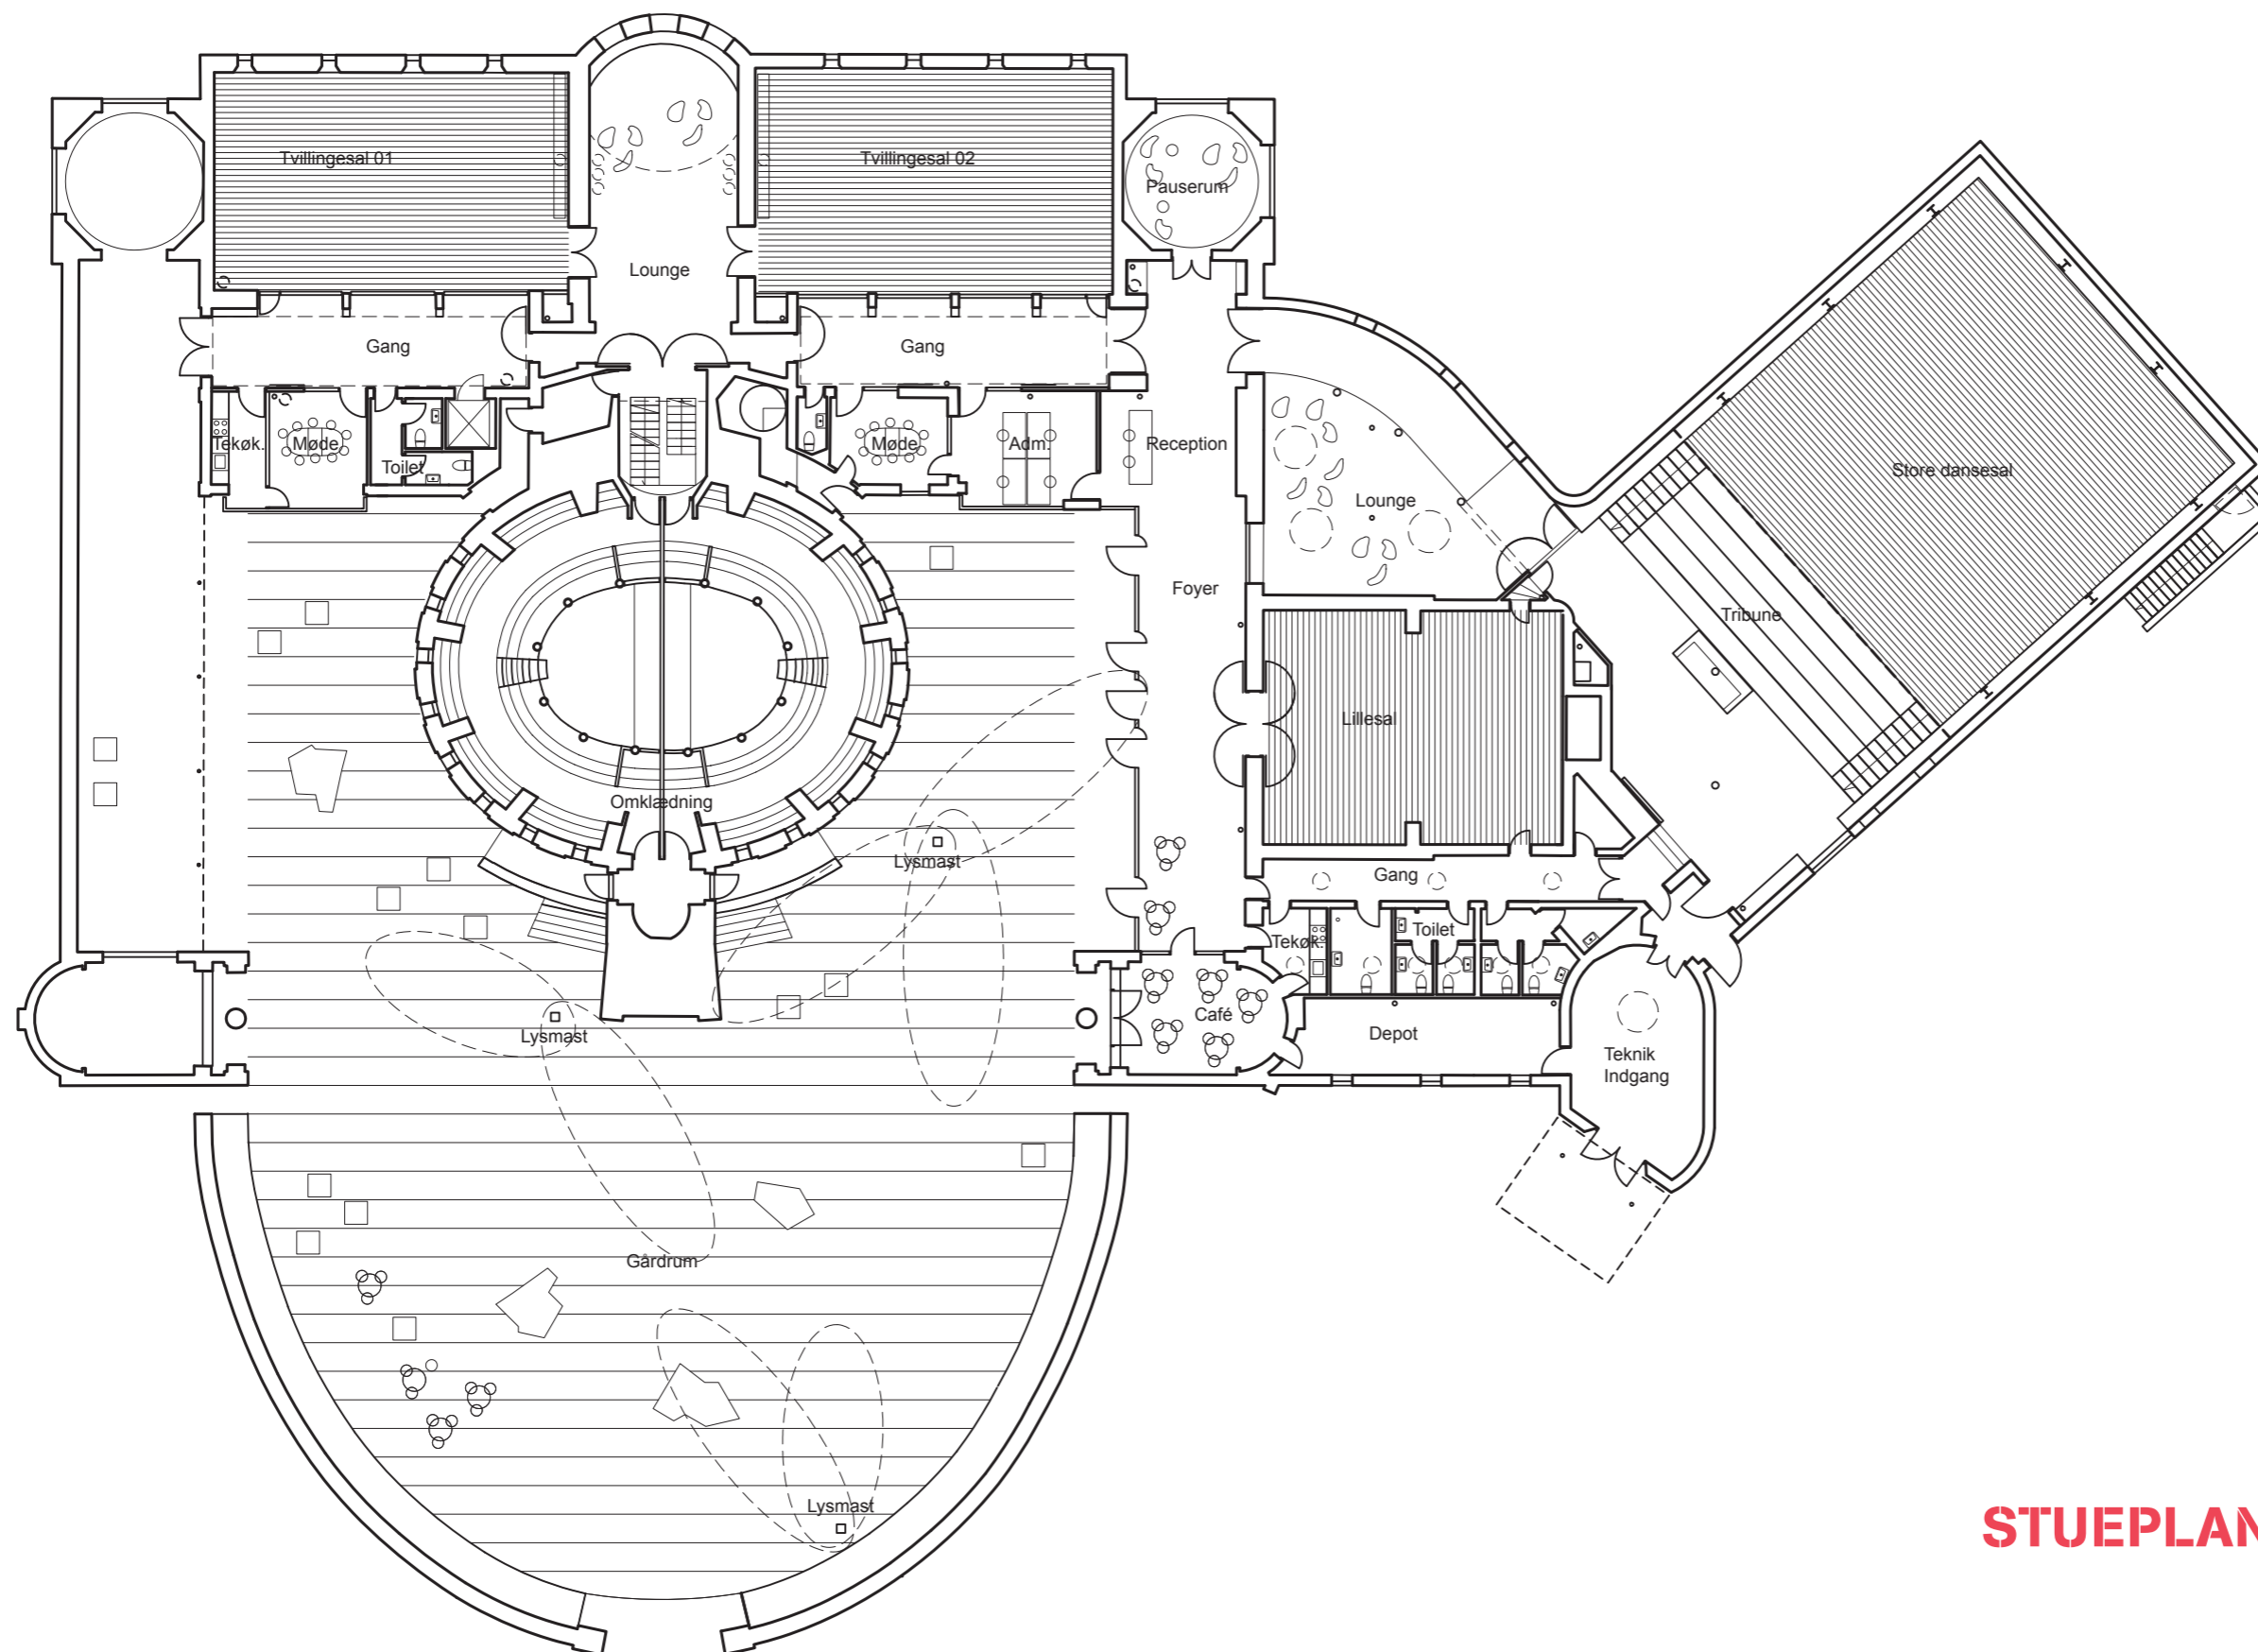 Tvillingesal 01
Tvillingesal 02
Pauserum
Lounge
Gang
Gang
Tekøk.
Møde
Toilet
Møde
Adm.
Reception
Lounge
Store dansesal
Foyer
Tribune
Lillesal
Omklædning
Lysmast
Gang
Tekøk.
Toilet
Lysmast
Café
Depot
Teknik
Indgang
Gårdrum
Lysmast
STUEPLAN